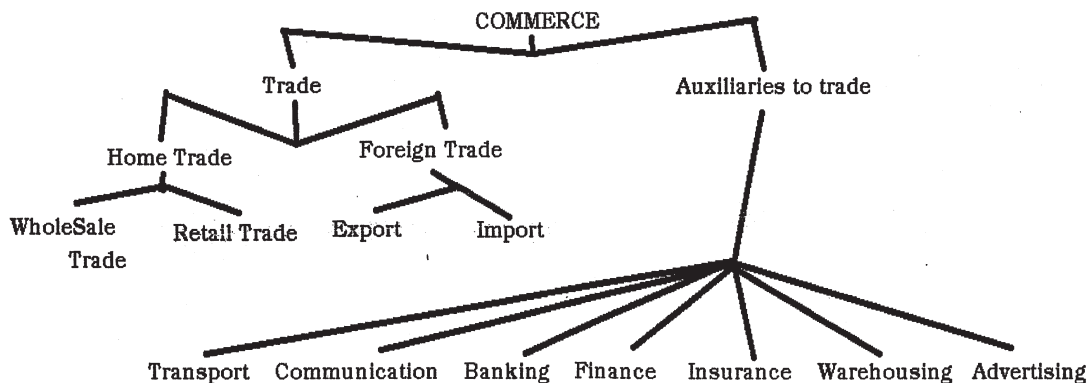 COMMERCE
Trade
Auxiliaries to trade
Home Trade
Foreign Trade
WholeSale
Trade
Retail Trade
Export
Import
Transport
Communication
Banking
Finance
Insurance
Warehousing
Advertising